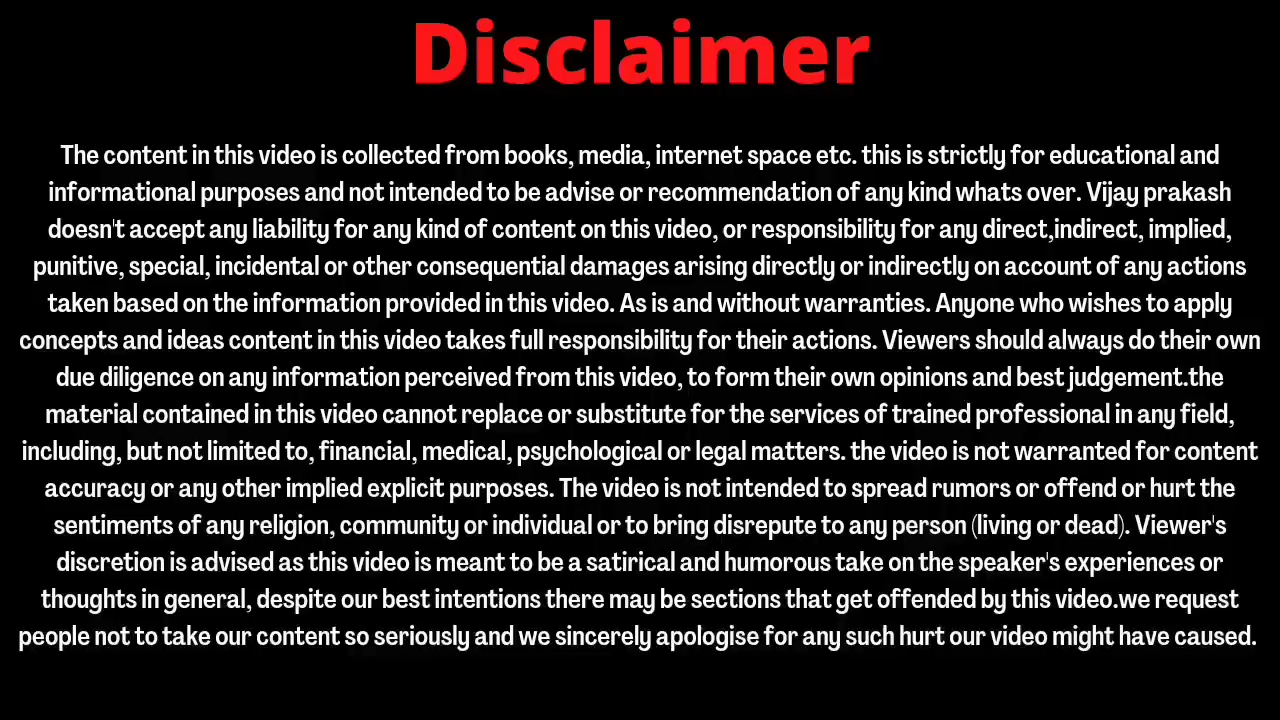 Disclaimer
The content in this video is collected from books, media, internet space etc. this is strictly for educational and
informational purposes and not intended to be advise or recommendation of any kind whats over. Vijay prakash
doesn't accept any liability for any kind of content on this video, or responsibility for any direct,indirect, implied,
punitive, special, incidental or other consequential damages arising directly or indirectly on account of any actions
taken based on the information provided in this video. As is and without warranties. Anyone who wishes to apply
concepts and ideas content in this video takes full responsibility for their actions. Viewers should always do their own
due diligence on any information perceived from this video, to form their own opinions and best judgement.the
material contained in this video cannot replace or substitute for the services of trained professional in any field,
including, but not limited to, financial, medical, psychological or legal matters. the video is not warranted for content
accuracy or any other implied explicit purposes. The video is not intended to spread rumors or offend or hurt the
sentiments of any religion, community or individual or to bring disrepute to any person (living or dead). Viewer's
discretion is advised as this video is meant to be a satirical and humorous take on the speaker's experiences or
thoughts in general, despite our best intentions there may be sections that get offended by this video.we request
people not to take our content so seriously and we sincerely apologise for any such hurt our video might have caused.